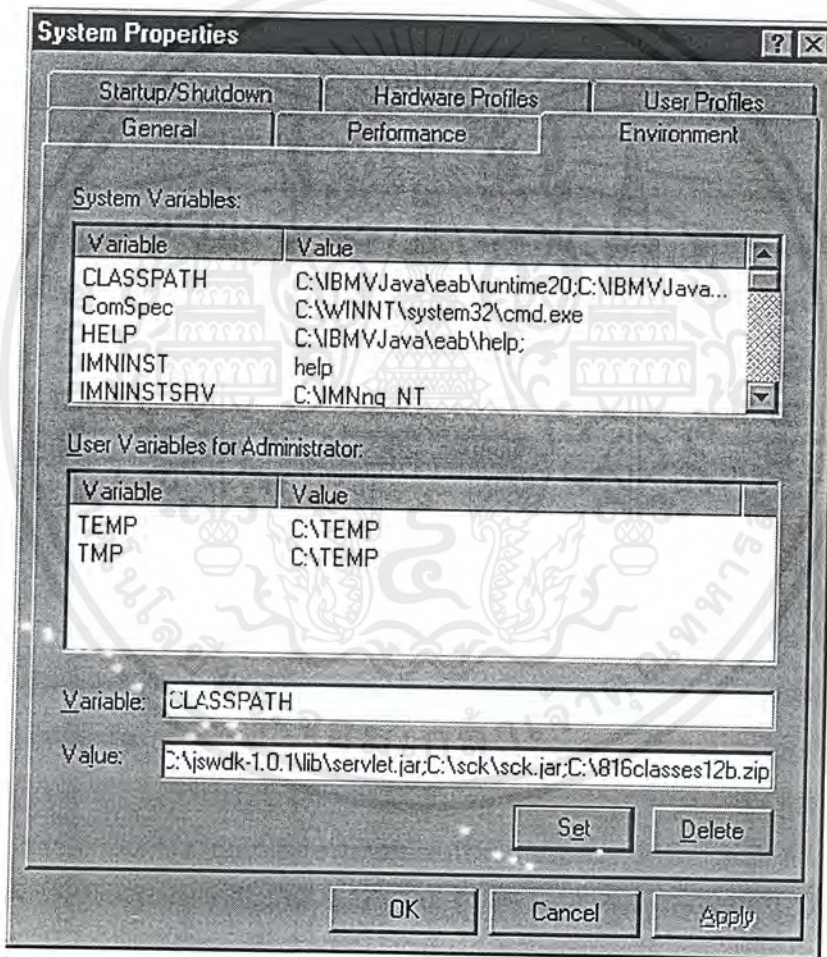 System Properties
Startup/Shutdown Hardware Profiles User Profiles
General Performance Environment
System Variables:
Variable Value
CLASSPATH C:\IBMVJava\eab\runtime20;C:\IBMVJava...
ComSpec C:\WINNT\system32\cmd.exe
HELP C:\IBMVJava\eab\help;
IMNINST help
IMNINSTSRV C:\IMNnq_NT
User Variables for Administrator:
Variable Value
TEMP C:\TEMP
TMP C:\TEMP
Variable: CLASSPATH
Value: C:\jswdk-1.0.1\lib\servlet.jar;C:\sck\sck.jar;C:\816classes12b.zip
Set Delete
OK Cancel Apply